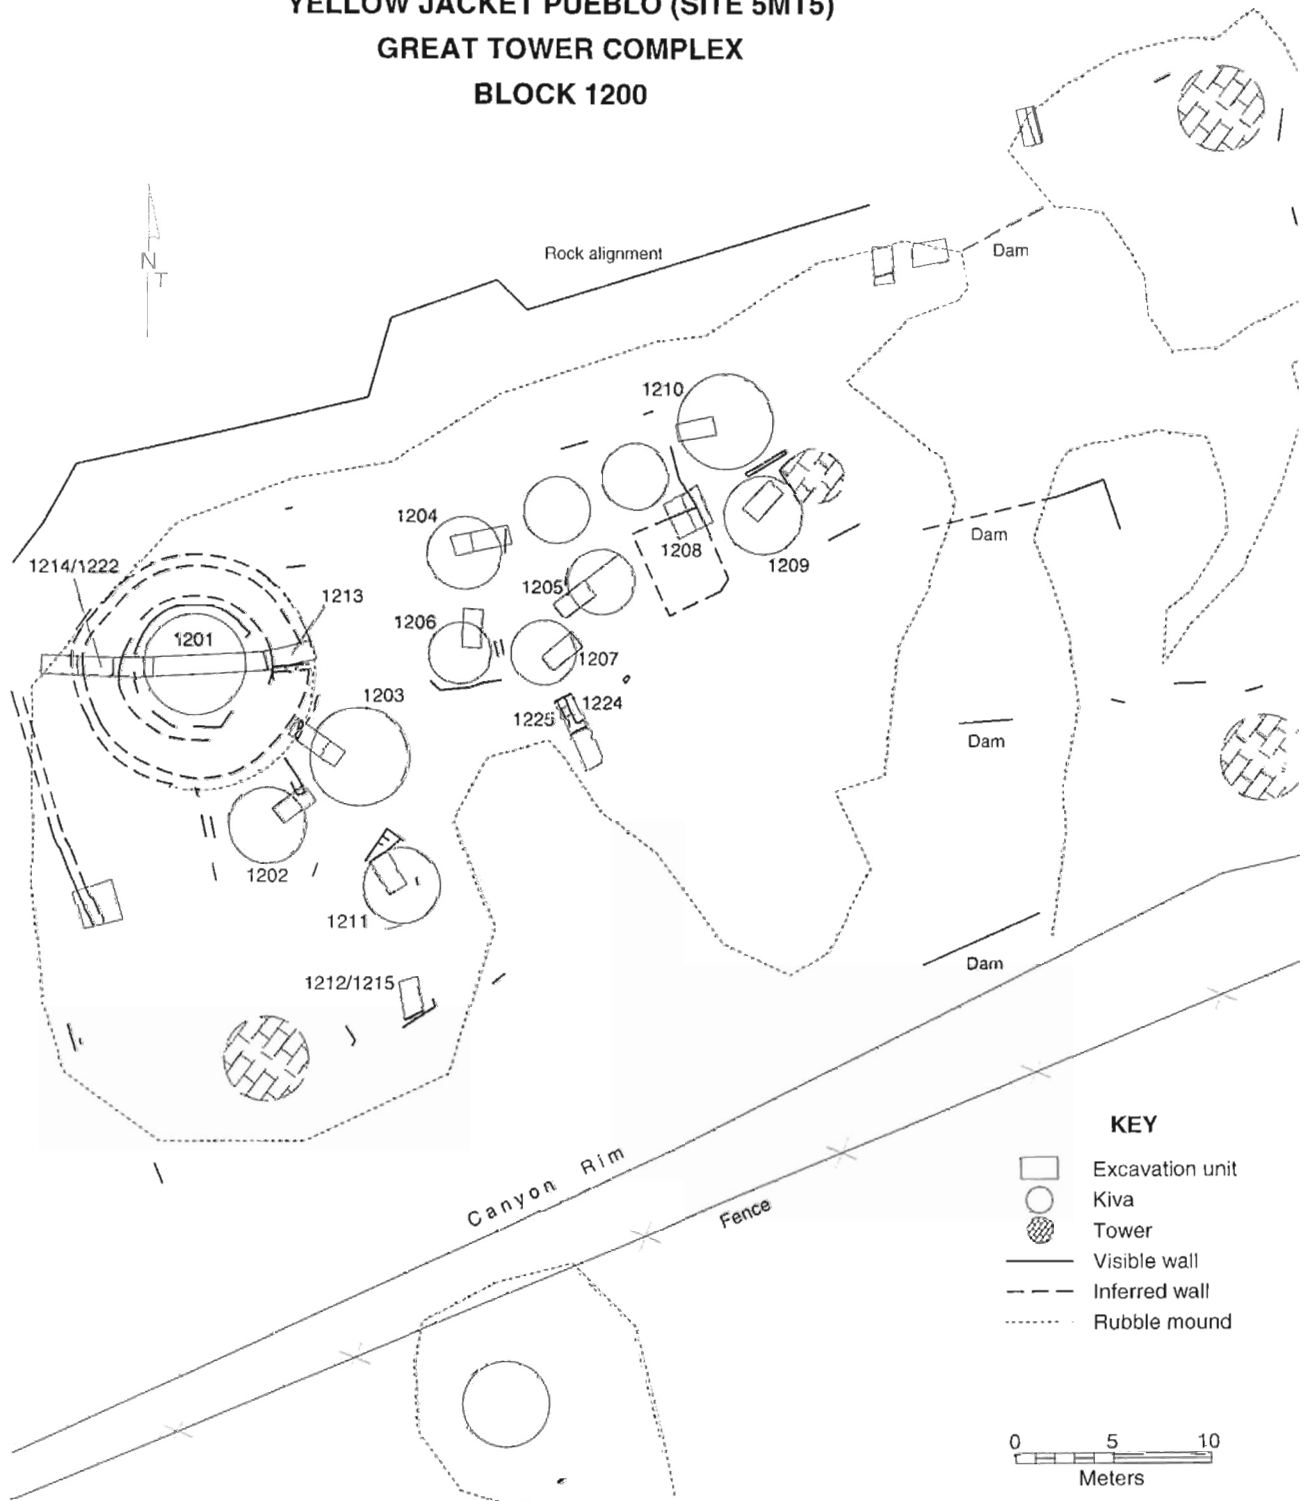 YELLOW JACKET PUEBLO (SITE 5MT5)
GREAT TOWER COMPLEX
BLOCK 1200
N
T
Rock alignment
Dam
1210
1204
1208
Dam
1209
1214/1222
1213
1205
1206
1201
1207
1203
1224
1225
Dam
1202
1211
Dam
1212/1215
Canyon Rim
Fence
KEY
Excavation unit
Kiva
Tower
Visible wall
Inferred wall
Rubble mound
0 5 10
Meters